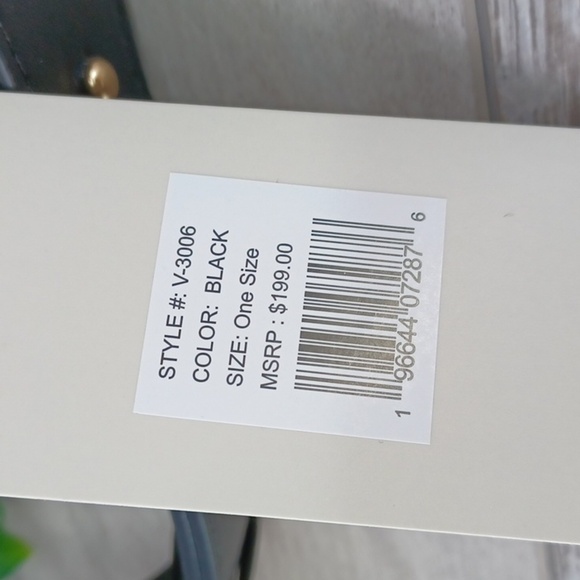 STYLE #: V-3006
COLOR: BLACK
SIZE: One Size
MSRP : $199.00
1 96644 07287 6